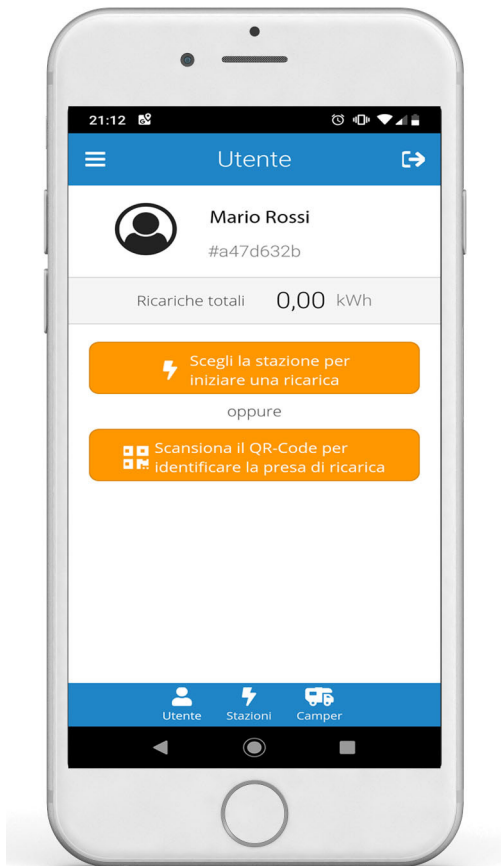 21:12
Utente
Mario Rossi
#a47d632b
Ricariche totali 0,00 kWh
Scegli la stazione per
iniziare una ricarica
oppure
Scansiona il QR-Code per
identificare la presa di ricarica
Utente Stazioni Camper